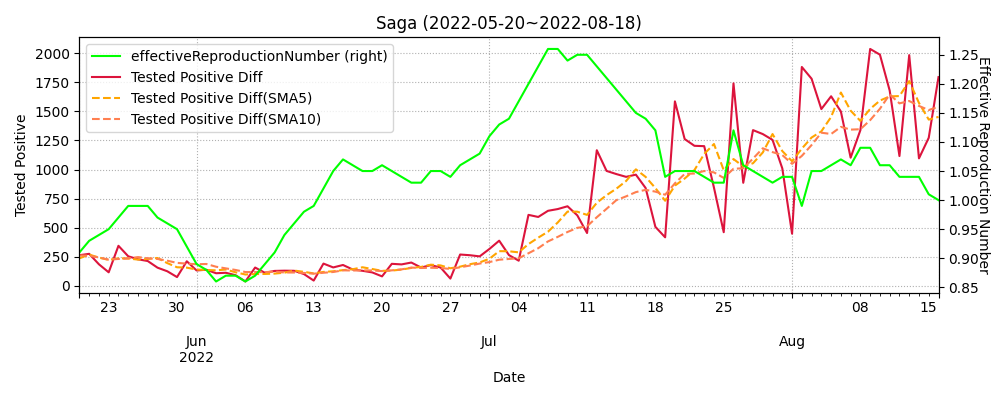 Saga (2022-05-20~2022-08-18)
effectiveReproductionNumber (right)
Tested Positive Diff
Tested Positive Diff(SMA5)
Tested Positive Diff(SMA10)
Tested Positive
2000
1750
1500
1250
1000
750
500
250
0
1.25
1.20
1.15
1.10
1.05
1.00
0.95
0.90
0.85
Effective Reproduction Number
23 30 06 13 20 27 04 11 18 25 08 15
Jun Jul Aug
2022
Date